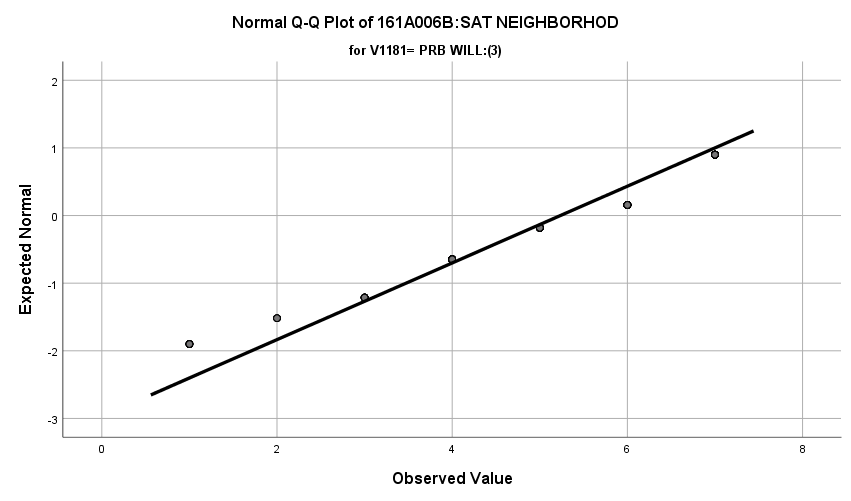 Normal Q-Q Plot of 161A006B:SAT NEIGHBORHOD
for V1181= PRB WILL:(3)
2
1
0
-1
-2
-3
Expected Normal
0 2 4 6 8
Observed Value